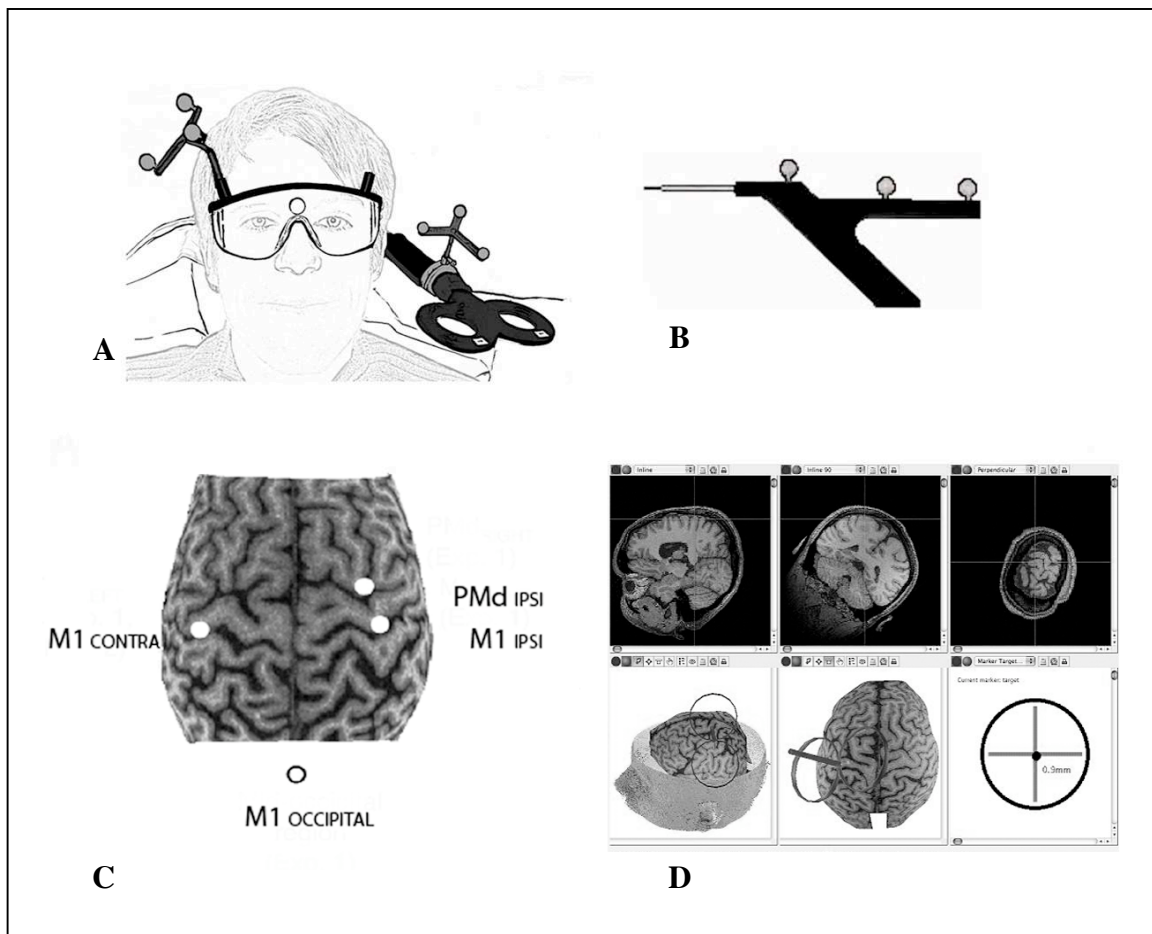 A
B
PMd IPSI
M1 CONTRA
M1 IPSI
M1 OCCIPITAL
C
Inline
Inline 90
Perpendicular
Marker Target...
Current marker: target
0.9mm
D